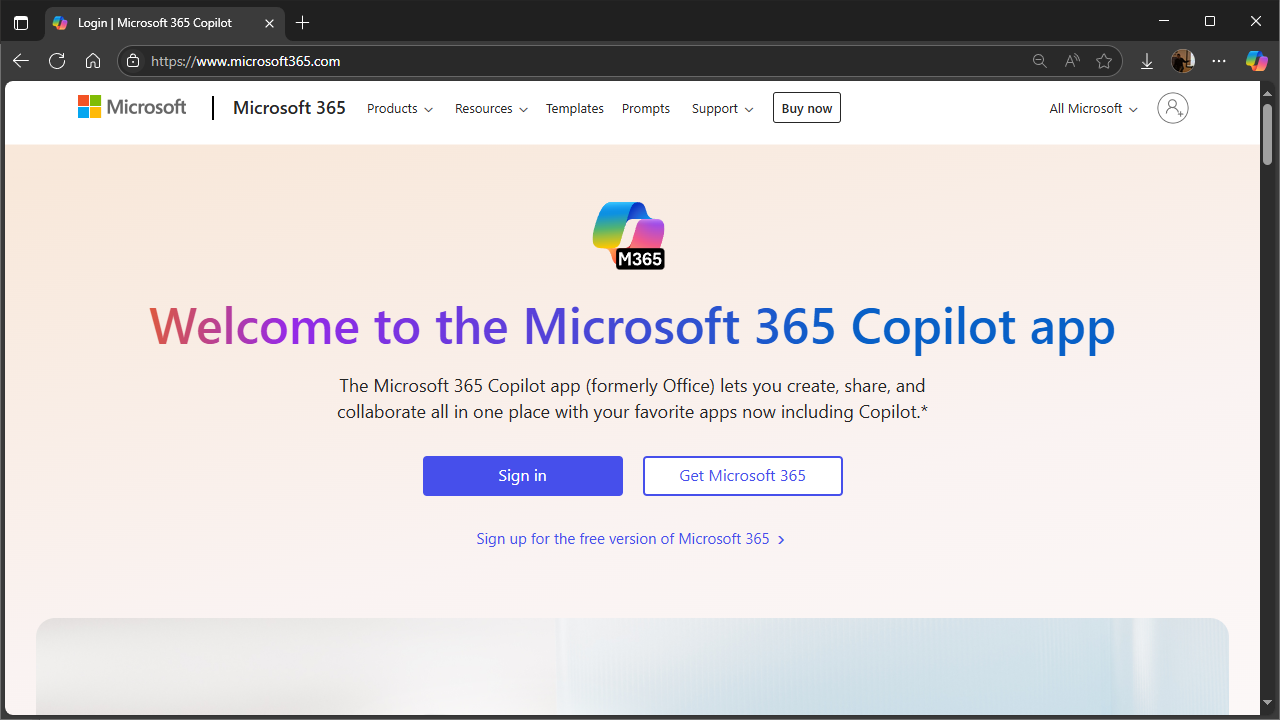 Login | Microsoft 365 Copilot
https://www.microsoft365.com
Microsoft
Microsoft 365
Products
Resources
Templates
Prompts
Support
Buy now
All Microsoft
M365
Welcome to the Microsoft 365 Copilot app
The Microsoft 365 Copilot app (formerly Office) lets you create, share, and
collaborate all in one place with your favorite apps now including Copilot.*
Sign in
Get Microsoft 365
Sign up for the free version of Microsoft 365